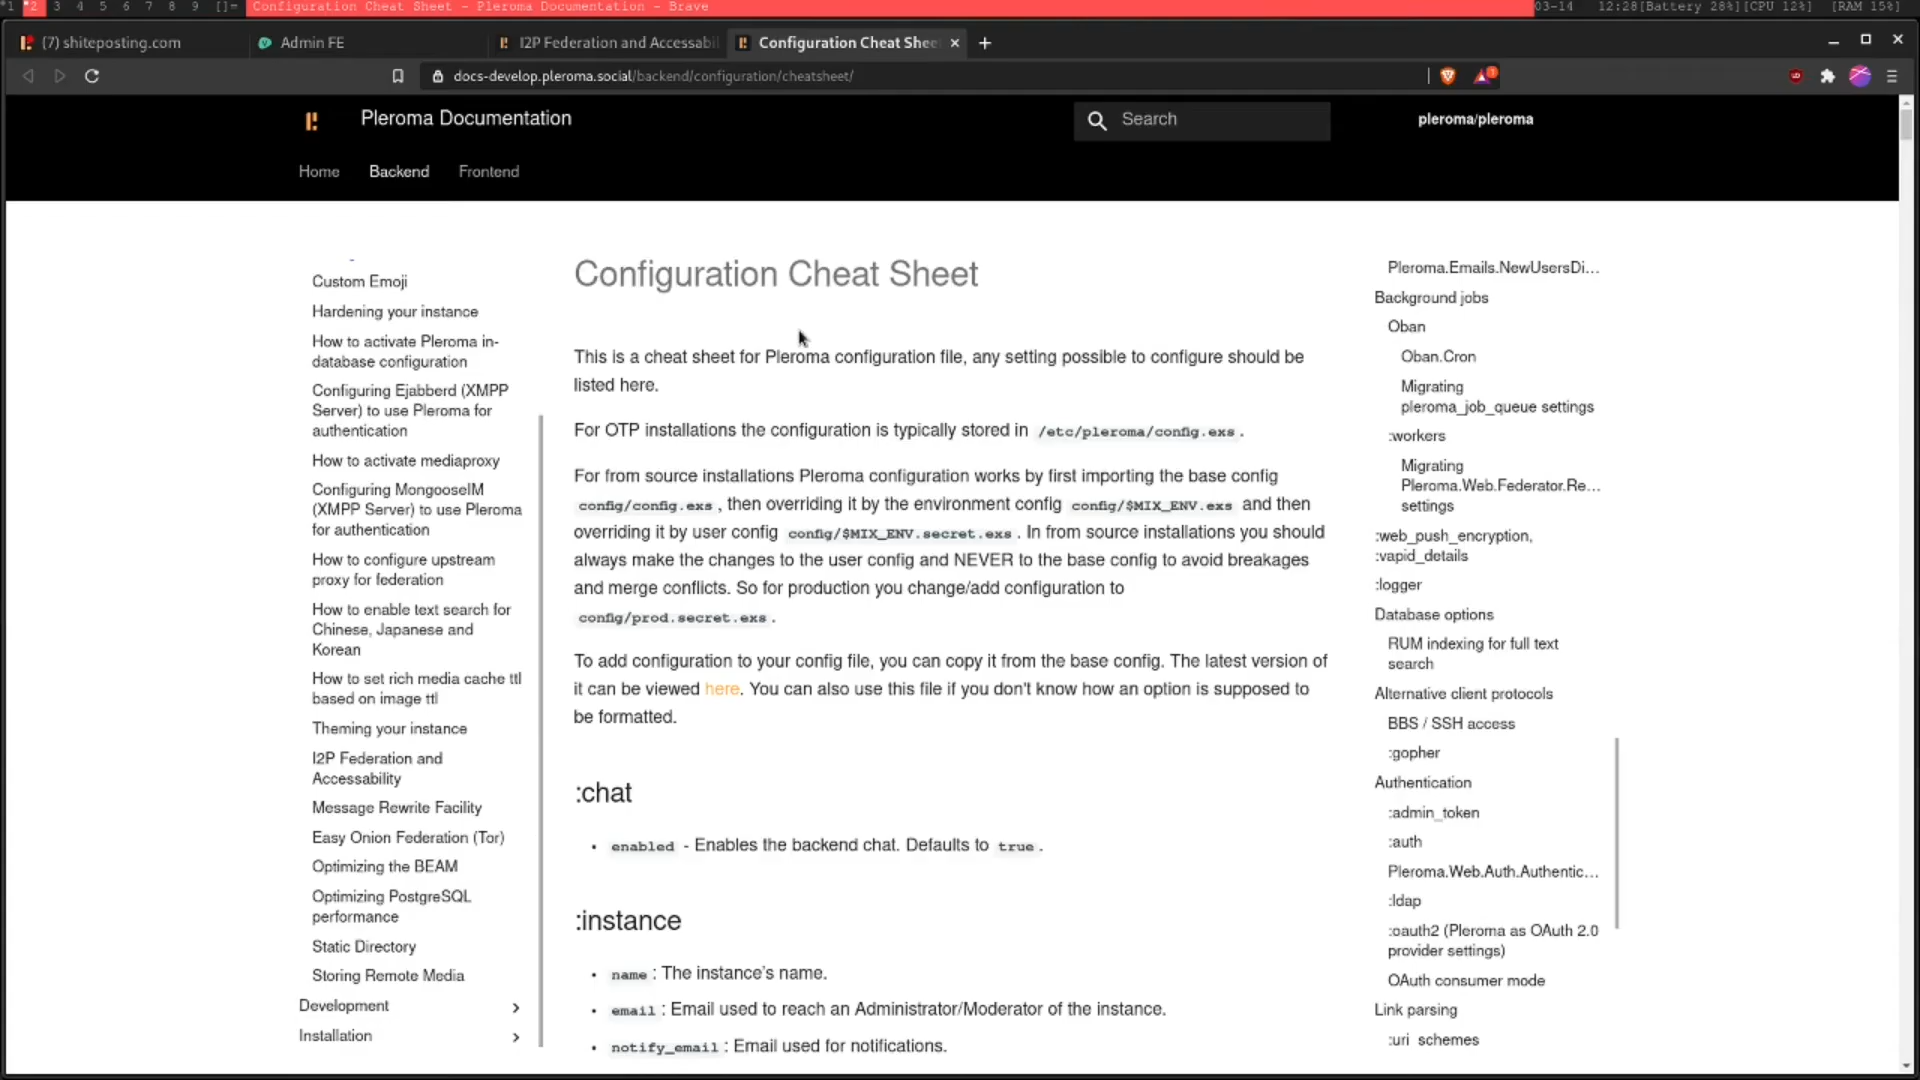 *1 *2 3 4 5 6 7 8 9 []= Configuration Cheat Sheet - Pleroma Documentation - Brave 03-14 12:28[Battery 28%][CPU 12%] [RAM 15%]
(7) shiteposting.com Admin FE I2P Federation and Accessabil Configuration Cheat Shee
docs-develop.pleroma.social/backend/configuration/cheatsheet/
Pleroma Documentation
Search
pleroma/pleroma
Home Backend Frontend
Custom Emoji
Hardening your instance
How to activate Pleroma in-
database configuration
Configuring Ejabberd (XMPP
Server) to use Pleroma for
authentication
How to activate mediaproxy
Configuring MongooseIM
(XMPP Server) to use Pleroma
for authentication
How to configure upstream
proxy for federation
How to enable text search for
Chinese, Japanese and
Korean
How to set rich media cache ttl
based on image ttl
Theming your instance
I2P Federation and
Accessability
Message Rewrite Facility
Easy Onion Federation (Tor)
Optimizing the BEAM
Optimizing PostgreSQL
performance
Static Directory
Storing Remote Media
Development
Installation
Configuration Cheat Sheet
This is a cheat sheet for Pleroma configuration file, any setting possible to configure should be
listed here.
For OTP installations the configuration is typically stored in /etc/pleroma/config.exs .
For from source installations Pleroma configuration works by first importing the base config
config/config.exs , then overriding it by the environment config config/$MIX_ENV.exs and then
overriding it by user config config/$MIX_ENV.secret.exs . In from source installations you should
always make the changes to the user config and NEVER to the base config to avoid breakages
and merge conflicts. So for production you change/add configuration to
config/prod.secret.exs .
To add configuration to your config file, you can copy it from the base config. The latest version of
it can be viewed here. You can also use this file if you don't know how an option is supposed to
be formatted.
:chat
• enabled - Enables the backend chat. Defaults to true .
:instance
• name : The instance’s name.
• email : Email used to reach an Administrator/Moderator of the instance.
• notify_email : Email used for notifications.
Pleroma.Emails.NewUsersDi...
Background jobs
Oban
Oban.Cron
Migrating
pleroma_job_queue settings
:workers
Migrating
Pleroma.Web.Federator.Re...
settings
:web_push_encryption,
:vapid_details
:logger
Database options
RUM indexing for full text
search
Alternative client protocols
BBS / SSH access
:gopher
Authentication
:admin_token
:auth
Pleroma.Web.Auth.Authentic...
:ldap
:oauth2 (Pleroma as OAuth 2.0
provider settings)
OAuth consumer mode
Link parsing
:uri_schemes